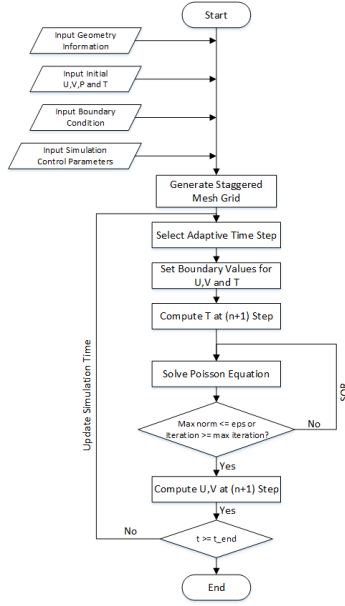 Start
Input Geometry
Information
Input Initial
U,V,P and T
Input Boundary
Condition
Input Simulation
Control Parameters
Generate Staggered
Mesh Grid
Select Adaptive Time Step
Set Boundary Values for
U,V and T
Compute T at (n+1) Step
Solve Poisson Equation
SOR
Max norm <= eps or
Iteration >= max iteration?
No
Yes
Compute U,V at (n+1) Step
Yes
Update Simulation Time
No
t >= t_end
End